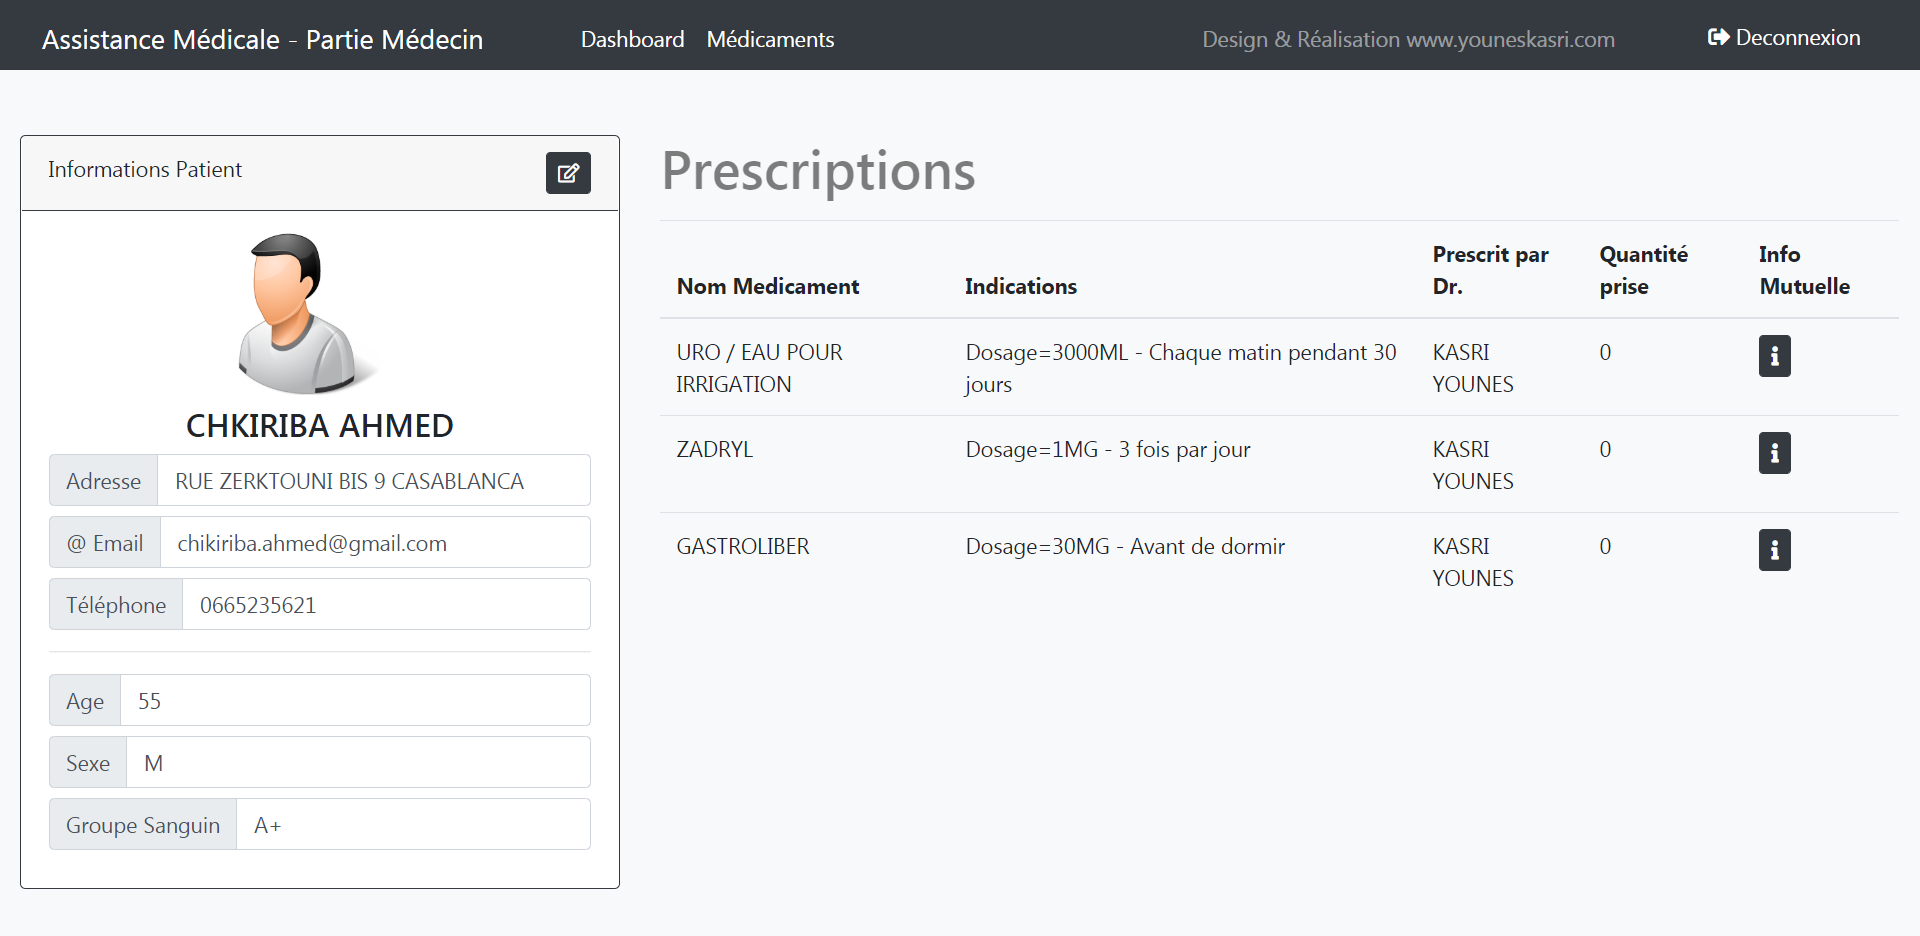 Assistance Médicale - Partie Médecin
Dashboard
Médicaments
Design & Réalisation www.youneskasri.com
Deconnexion
Informations Patient
CHKIRIBA AHMED
Adresse RUE ZERKTOUNI BIS 9 CASABLANCA
@ Email chikiriba.ahmed@gmail.com
Téléphone 0665235621
Age 55
Sexe M
Groupe Sanguin A+
Prescriptions
Nom Medicament
Indications
Prescrit par
Dr.
Quantité
prise
Info
Mutuelle
URO / EAU POUR
IRRIGATION
Dosage=3000ML - Chaque matin pendant 30
jours
KASRI
YOUNES
0
ZADRYL
Dosage=1MG - 3 fois par jour
KASRI
YOUNES
0
GASTROLIBER
Dosage=30MG - Avant de dormir
KASRI
YOUNES
0